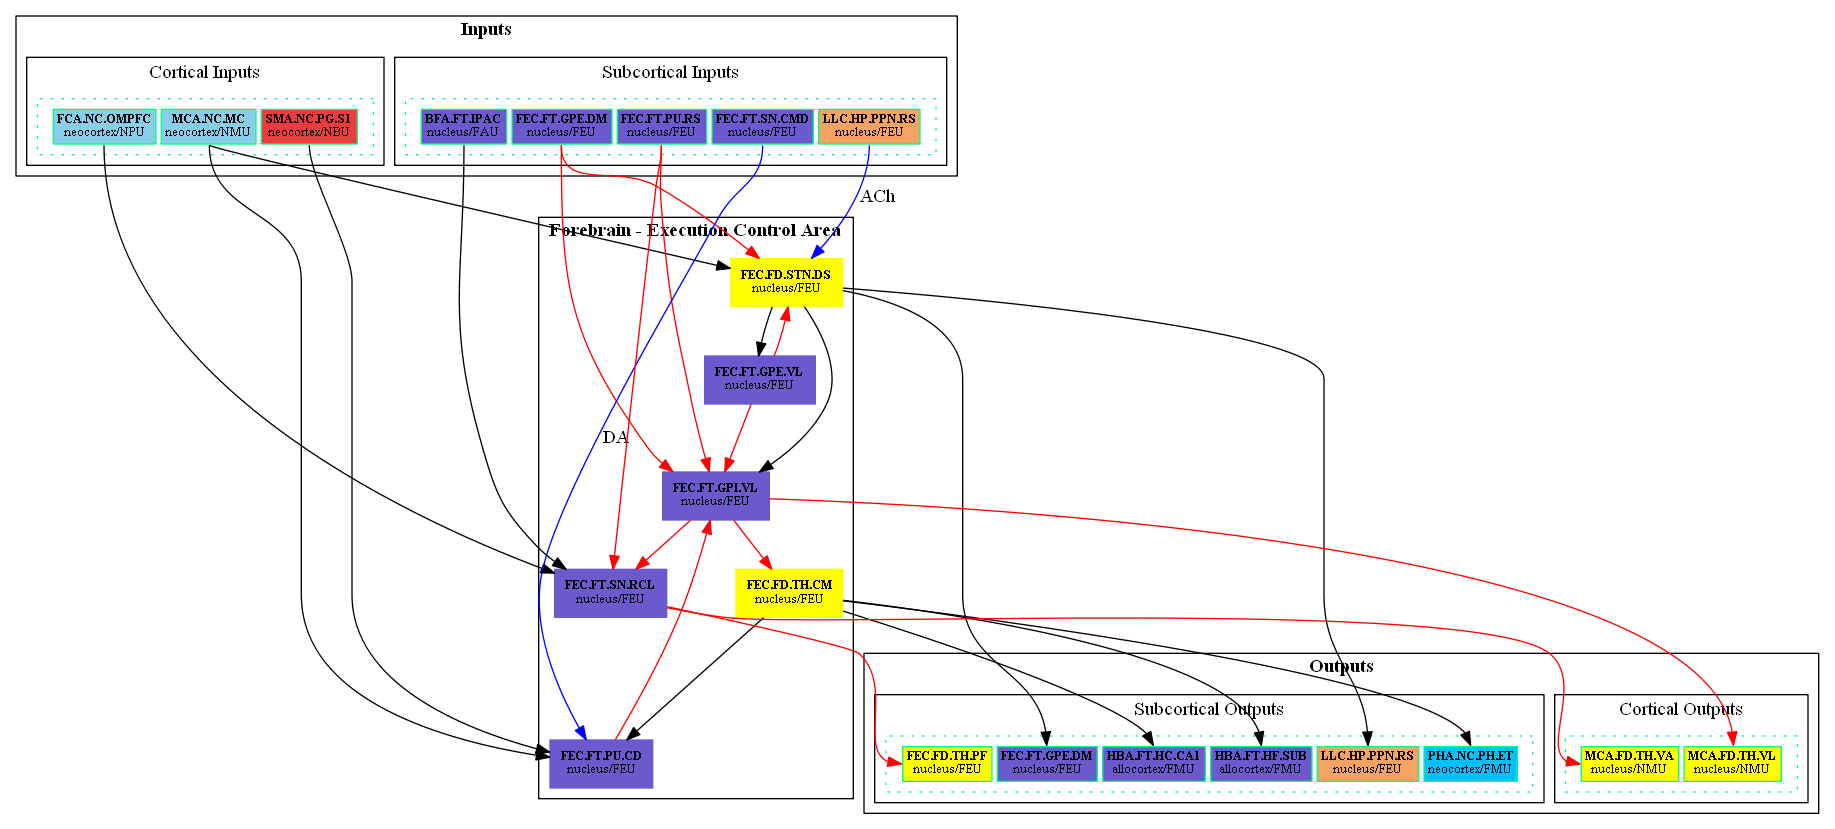 Inputs
Cortical Inputs
Subcortical Inputs
FCA.NC.OMPFC
neocortex/NPU
MCA.NC.MC
neocortex/NMU
SMA.NC.PG.S1
neocortex/NBU
BFA.FT.IPAC
nucleus/FAU
FEC.FT.GPE.DM
nucleus/FEU
FEC.FT.PU.RS
nucleus/FEU
FEC.FT.SN.CMD
nucleus/FEU
LLC.HP.PPN.RS
nucleus/FEU
ACh
Forebrain - Execution Control Area
FEC.FD.STN.DS
nucleus/FEU
FEC.FT.GPE.VL
nucleus/FEU
DA
FEC.FT.GPI.VL
nucleus/FEU
FEC.FT.SN.RCL
nucleus/FEU
FEC.FD.TH.CM
nucleus/FEU
FEC.FT.PU.CD
nucleus/FEU
Outputs
Subcortical Outputs
Cortical Outputs
FEC.FD.TH.PF
nucleus/FEU
FEC.FT.GPE.DM
nucleus/FEU
HBA.FT.HC.CA1
allocortex/FMU
HBA.FT.HF.SUB
allocortex/FMU
LLC.HP.PPN.RS
nucleus/FEU
PHA.NC.PH.ET
neocortex/FMU
MCA.FD.TH.VA
nucleus/NMU
MCA.FD.TH.VL
nucleus/NMU